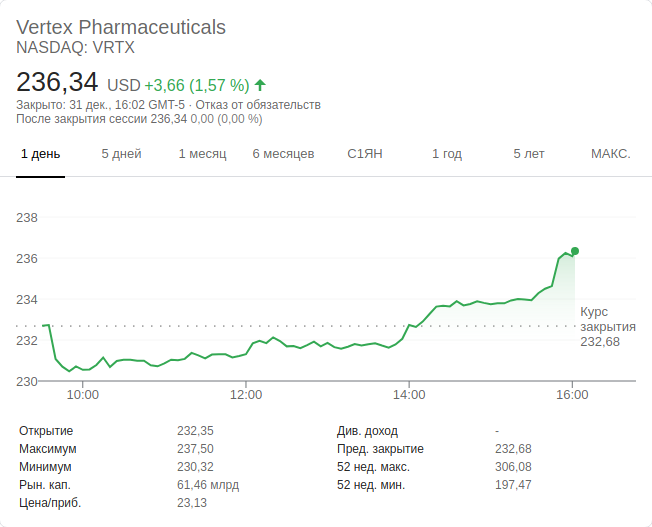 Vertex Pharmaceuticals
NASDAQ: VRTX
236,34 USD +3,66 (1,57 %)
Закрыто: 31 дек., 16:02 GMT-5 · Отказ от обязательств
После закрытия сессии 236,34 0,00 (0,00 %)
1 день 5 дней 1 месяц 6 месяцев С1ЯН 1 год 5 лет МАКС.
238
236
234
232
230
Курс
закрытия
232,68
10:00 12:00 14:00 16:00
Открытие 232,35 Див. доход -
Максимум 237,50 Пред. закрытие 232,68
Минимум 230,32 52 нед. макс. 306,08
Рын. кап. 61,46 млрд 52 нед. мин. 197,47
Цена/приб. 23,13